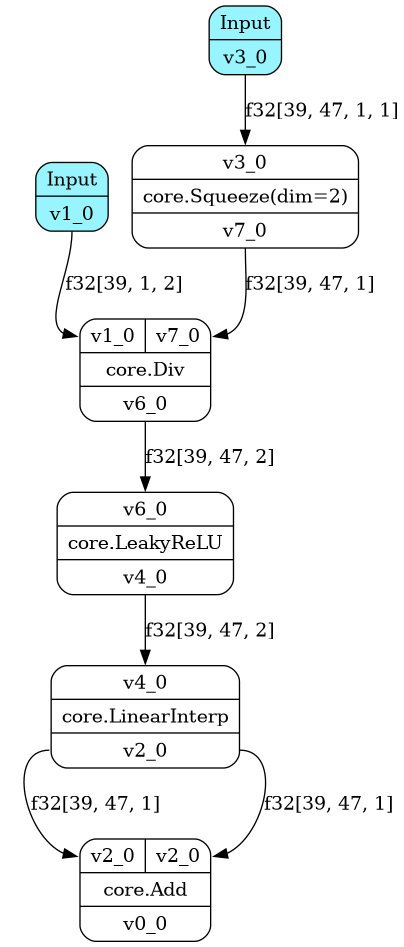 Input
v3_0
f32[39, 47, 1, 1]
Input
v1_0
v3_0
core.Squeeze(dim=2)
v7_0
f32[39, 1, 2]
f32[39, 47, 1]
v1_0 v7_0
core.Div
v6_0
f32[39, 47, 2]
v6_0
core.LeakyReLU
v4_0
f32[39, 47, 2]
v4_0
core.LinearInterp
v2_0
f32[39, 47, 1]
f32[39, 47, 1]
v2_0 v2_0
core.Add
v0_0